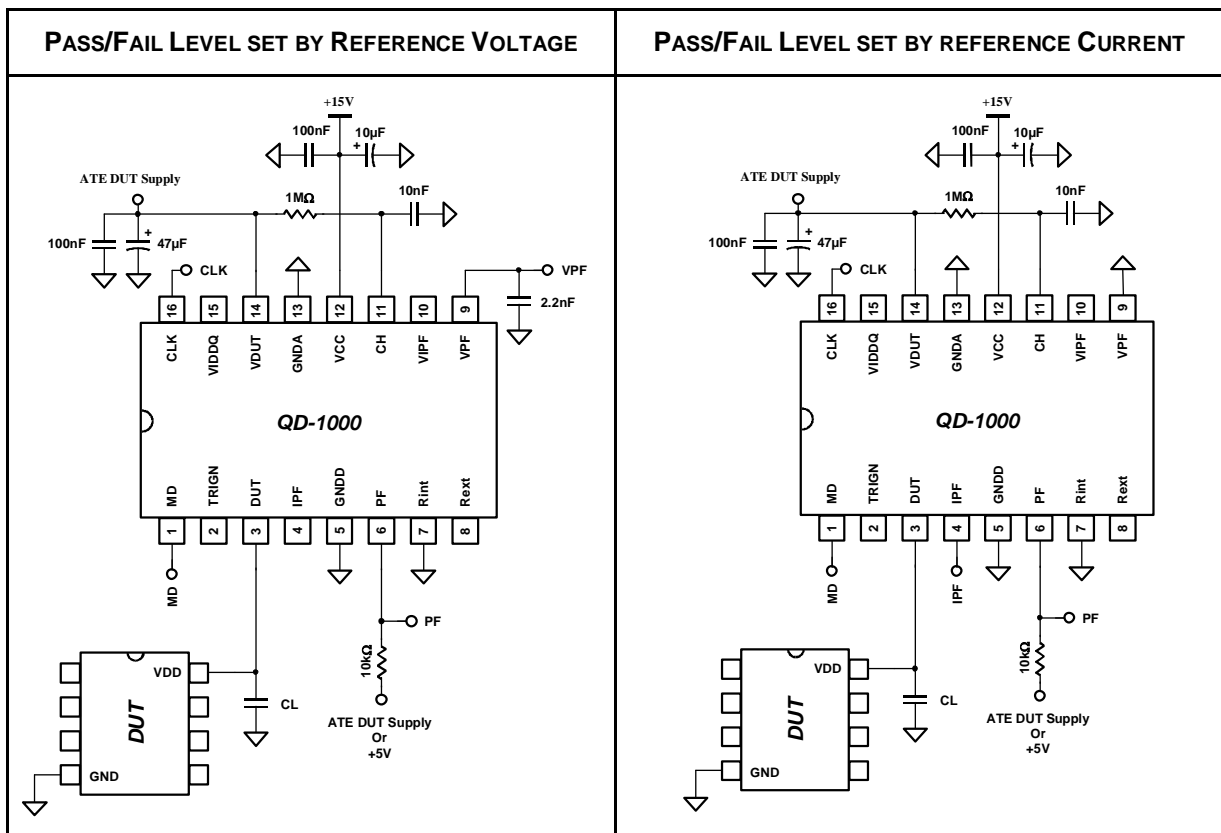 PASS/FAIL LEVEL SET BY REFERENCE VOLTAGE
+15V
100nF
10µF
+
ATE DUT Supply
1MΩ
10nF
100nF
+
47µF
CLK
VPF
2.2nF
16
15
14
13
12
11
10
9
CLK
VIDDQ
VDUT
GNDA
VCC
CH
VIPF
VPF
QD-1000
MD
TRIGN
DUT
IPF
GNDD
PF
Rint
Rext
1
2
3
4
5
6
7
8
MD
PF
10kΩ
VDD
DUT
CL
GND
ATE DUT Supply
Or
+5V
PASS/FAIL LEVEL SET BY REFERENCE CURRENT
+15V
100nF
10µF
+
ATE DUT Supply
1MΩ
10nF
100nF
+
47µF
CLK
16
15
14
13
12
11
10
9
CLK
VIDDQ
VDUT
GNDA
VCC
CH
VIPF
VPF
QD-1000
MD
TRIGN
DUT
IPF
GNDD
PF
Rint
Rext
1
2
3
4
5
6
7
8
MD
IPF
PF
10kΩ
VDD
DUT
CL
GND
ATE DUT Supply
Or
+5V